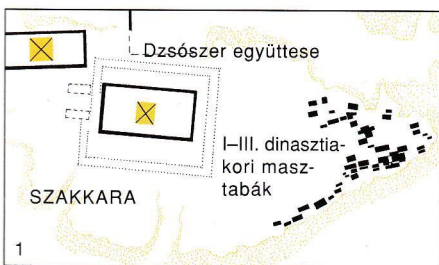 Dzsószer együttese
I–III. dinasztia-
kori masz-
tabák
SZAKKARA
1